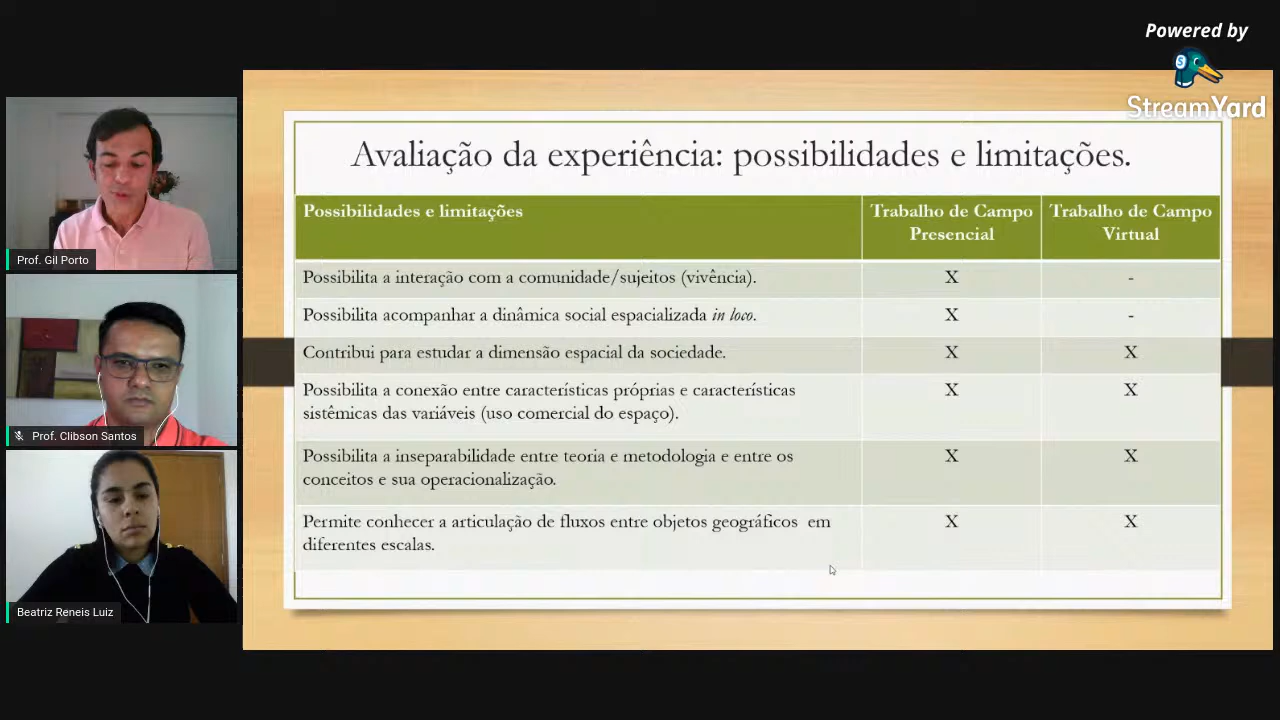 Powered by
StreamYard
Prof. Gil Porto
Prof. Clibson Santos
Beatriz Reneis Luiz
Avaliação da experiência: possibilidades e limitações.
Possibilidades e limitações
Trabalho de Campo
Presencial
Trabalho de Campo
Virtual
Possibilita a interação com a comunidade/sujeitos (vivência).
X
-
Possibilita acompanhar a dinâmica social espacializada in loco.
X
-
Contribui para estudar a dimensão espacial da sociedade.
X
X
Possibilita a conexão entre características próprias e características
sistêmicas das variáveis (uso comercial do espaço).
X
X
Possibilita a inseparabilidade entre teoria e metodologia e entre os
conceitos e sua operacionalização.
X
X
Permite conhecer a articulação de fluxos entre objetos geográficos em
diferentes escalas.
X
X